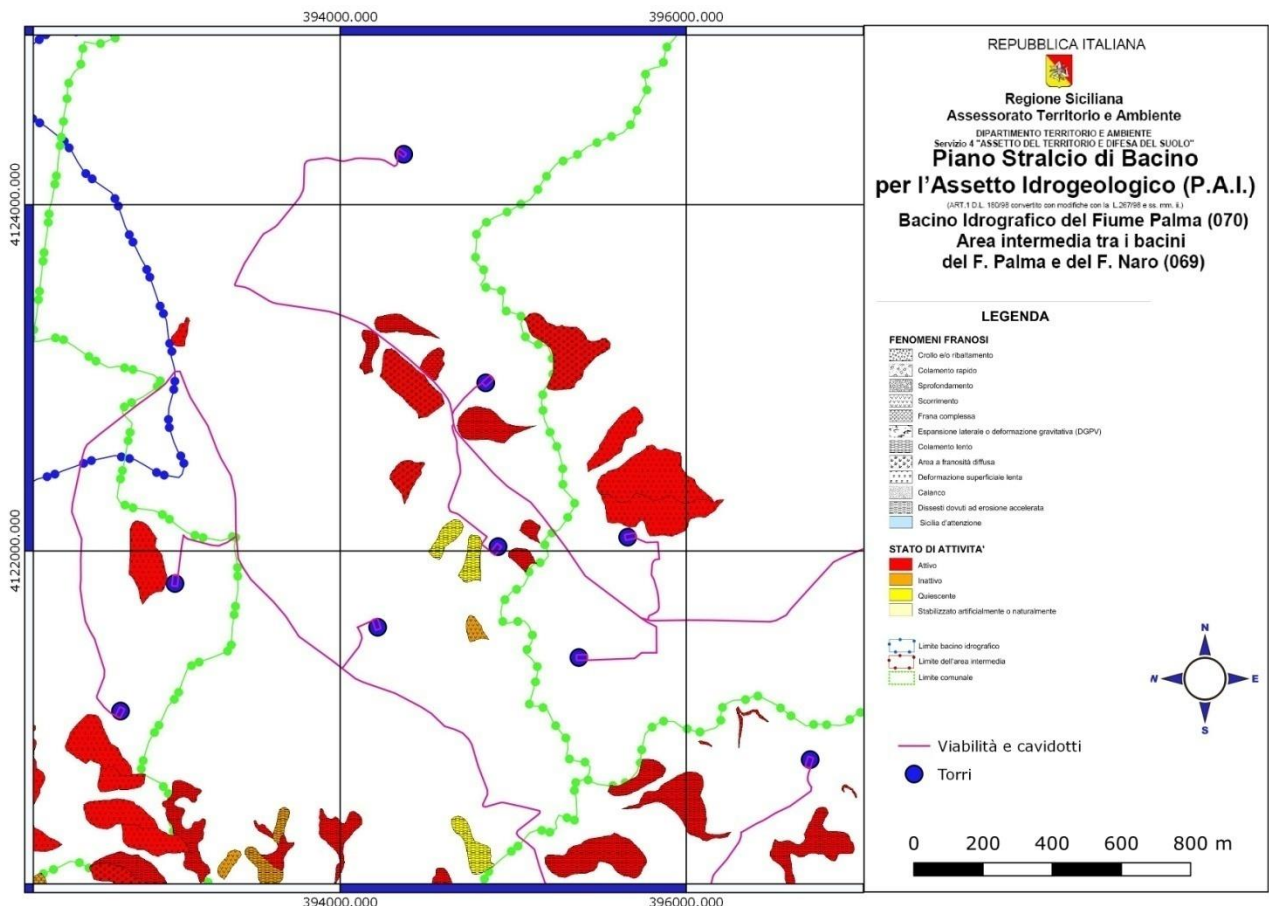 394000.000
396000.000
4124000.000
4122000.000
394000.000
396000.000
REPUBBLICA ITALIANA
Regione Siciliana
Assessorato Territorio e Ambiente
DIPARTIMENTO TERRITORIO E AMBIENTE
Servizio 4 "ASSETTO DEL TERRITORIO E DIFESA DEL SUOLO"
Piano Stralcio di Bacino
per l'Assetto Idrogeologico (P.A.I.)
(ART.1 D.L. 180/98 convertito con modifiche con la L.267/98 e ss. mm. ii.)
Bacino Idrografico del Fiume Palma (070)
Area intermedia tra i bacini
del F. Palma e del F. Naro (069)
LEGENDA
FENOMENI FRANOSI
Crollo e/o ribaltamento
Colamento rapido
Sprofondamento
Scorrimento
Frana complessa
Espansione laterale o deformazione gravitativa (DGPV)
Colamento lento
Area a franosità diffusa
Deformazione superficiale lenta
Calanco
Dissesti dovuti ad erosione accelerata
Sicilia d'attenzione
STATO DI ATTIVITA'
Attivo
Inattivo
Quiescente
Stabilizzato artificialmente o naturalmente
Limite bacino idrografico
Limite dell'area intermedia
Limite comunale
N
N E
S
Viabilità e cavidotti
Torri
0 200 400 600 800 m